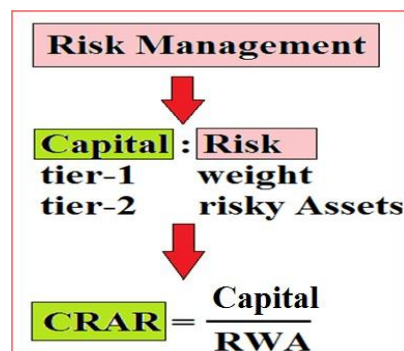 Risk Management
Capital : Risk
tier-1 weight
tier-2 risky Assets
CRAR = Capital
RWA